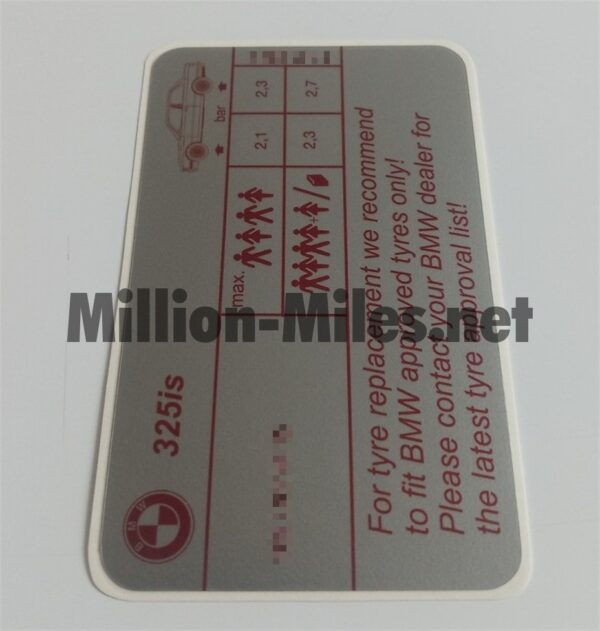 BMW
325is
bar
max.
2,1 2,3
2,3 2,7
+ /
For tyre replacement we recommend
to fit BMW approved tyres only!
Please contact your BMW dealer for
the latest tyre approval list!
Million-Miles.net